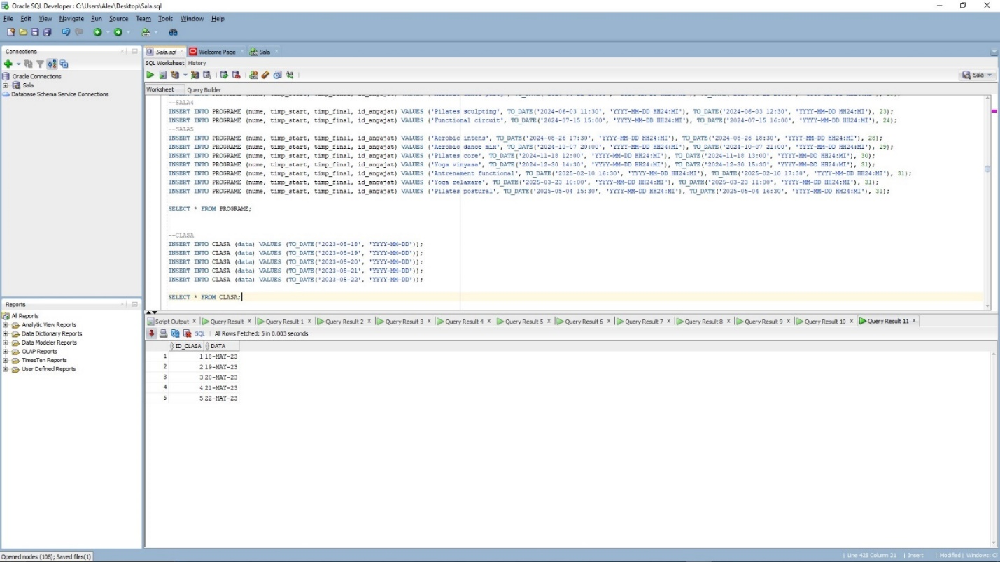 Oracle SQL Developer : C:\Users\Alex\Desktop\Sala.sql
File Edit View Navigate Run Source Team Tools Window Help
Connections
Oracle Connections
Sala
Database Schema Service Connections
Sala.sql Welcome Page Sala
SQL Worksheet History
Sala
Worksheet Query Builder
--SALA4
INSERT INTO PROGRAME (nume, timp_start, timp_final, id_angajat) VALUES ('Pilates sculpting', TO_DATE('2024-06-03 11:30', 'YYYY-MM-DD HH24:MI'), TO_DATE('2024-06-03 12:30', 'YYYY-MM-DD HH24:MI'), 23);
INSERT INTO PROGRAME (nume, timp_start, timp_final, id_angajat) VALUES ('Functional circuit', TO_DATE('2024-07-15 15:00', 'YYYY-MM-DD HH24:MI'), TO_DATE('2024-07-15 16:00', 'YYYY-MM-DD HH24:MI'), 24);
--SALA5
INSERT INTO PROGRAME (nume, timp_start, timp_final, id_angajat) VALUES ('Aerobic intens', TO_DATE('2024-08-26 17:30', 'YYYY-MM-DD HH24:MI'), TO_DATE('2024-08-26 18:30', 'YYYY-MM-DD HH24:MI'), 28);
INSERT INTO PROGRAME (nume, timp_start, timp_final, id_angajat) VALUES ('Aerobic dance mix', TO_DATE('2024-10-07 20:00', 'YYYY-MM-DD HH24:MI'), TO_DATE('2024-10-07 21:00', 'YYYY-MM-DD HH24:MI'), 29);
INSERT INTO PROGRAME (nume, timp_start, timp_final, id_angajat) VALUES ('Pilates core', TO_DATE('2024-11-18 12:00', 'YYYY-MM-DD HH24:MI'), TO_DATE('2024-11-18 13:00', 'YYYY-MM-DD HH24:MI'), 30);
INSERT INTO PROGRAME (nume, timp_start, timp_final, id_angajat) VALUES ('Yoga vinyasa', TO_DATE('2024-12-30 14:30', 'YYYY-MM-DD HH24:MI'), TO_DATE('2024-12-30 15:30', 'YYYY-MM-DD HH24:MI'), 31);
INSERT INTO PROGRAME (nume, timp_start, timp_final, id_angajat) VALUES ('Antrenament functional', TO_DATE('2025-02-10 16:30', 'YYYY-MM-DD HH24:MI'), TO_DATE('2025-02-10 17:30', 'YYYY-MM-DD HH24:MI'), 31);
INSERT INTO PROGRAME (nume, timp_start, timp_final, id_angajat) VALUES ('Yoga relaxare', TO_DATE('2025-03-23 10:00', 'YYYY-MM-DD HH24:MI'), TO_DATE('2025-03-23 11:00', 'YYYY-MM-DD HH24:MI'), 31);
INSERT INTO PROGRAME (nume, timp_start, timp_final, id_angajat) VALUES ('Pilates postural', TO_DATE('2025-05-04 15:30', 'YYYY-MM-DD HH24:MI'), TO_DATE('2025-05-04 16:30', 'YYYY-MM-DD HH24:MI'), 31);
SELECT * FROM PROGRAME;
--CLASA
INSERT INTO CLASA (data) VALUES (TO_DATE('2023-05-18', 'YYYY-MM-DD'));
INSERT INTO CLASA (data) VALUES (TO_DATE('2023-05-19', 'YYYY-MM-DD'));
INSERT INTO CLASA (data) VALUES (TO_DATE('2023-05-20', 'YYYY-MM-DD'));
INSERT INTO CLASA (data) VALUES (TO_DATE('2023-05-21', 'YYYY-MM-DD'));
INSERT INTO CLASA (data) VALUES (TO_DATE('2023-05-22', 'YYYY-MM-DD'));
SELECT * FROM CLASA;
Reports
All Reports
Analytic View Reports
Data Dictionary Reports
Data Modeler Reports
OLAP Reports
TimesTen Reports
User Defined Reports
Script Output Query Result Query Result 1 Query Result 2 Query Result 3 Query Result 4 Query Result 5 Query Result 6 Query Result 7 Query Result 8 Query Result 9 Query Result 10 Query Result 11
SQL All Rows Fetched: 5 in 0.003 seconds
ID_CLASA DATA
1 1 18-MAY-23
2 2 19-MAY-23
3 3 20-MAY-23
4 4 21-MAY-23
5 5 22-MAY-23
Opened nodes (108); Saved files(1)
Line 428 Column 21 Insert Modified Windows: Cl